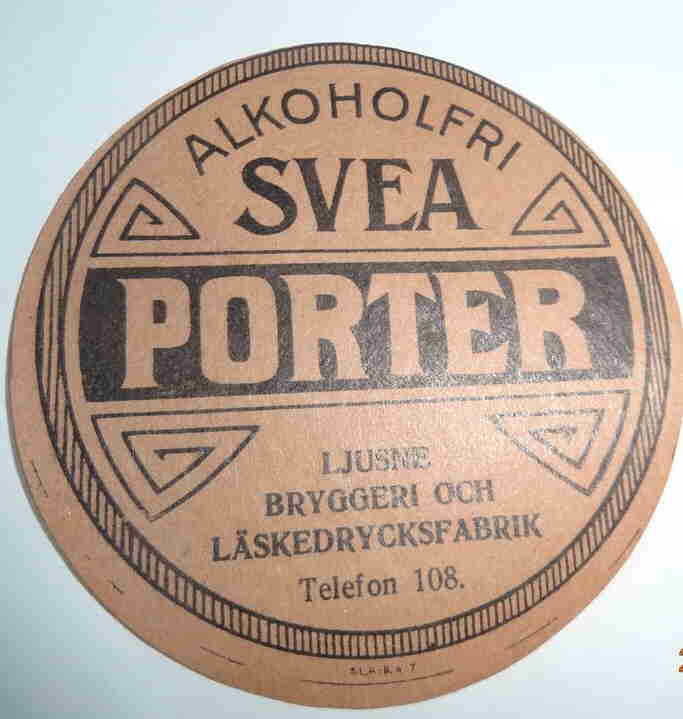 ALKOHOLFRI
SVEA
PORTER
LJUSNE
BRYGGERI OCH
LÄSKEDRYCKSFABRIK
Telefon 108.